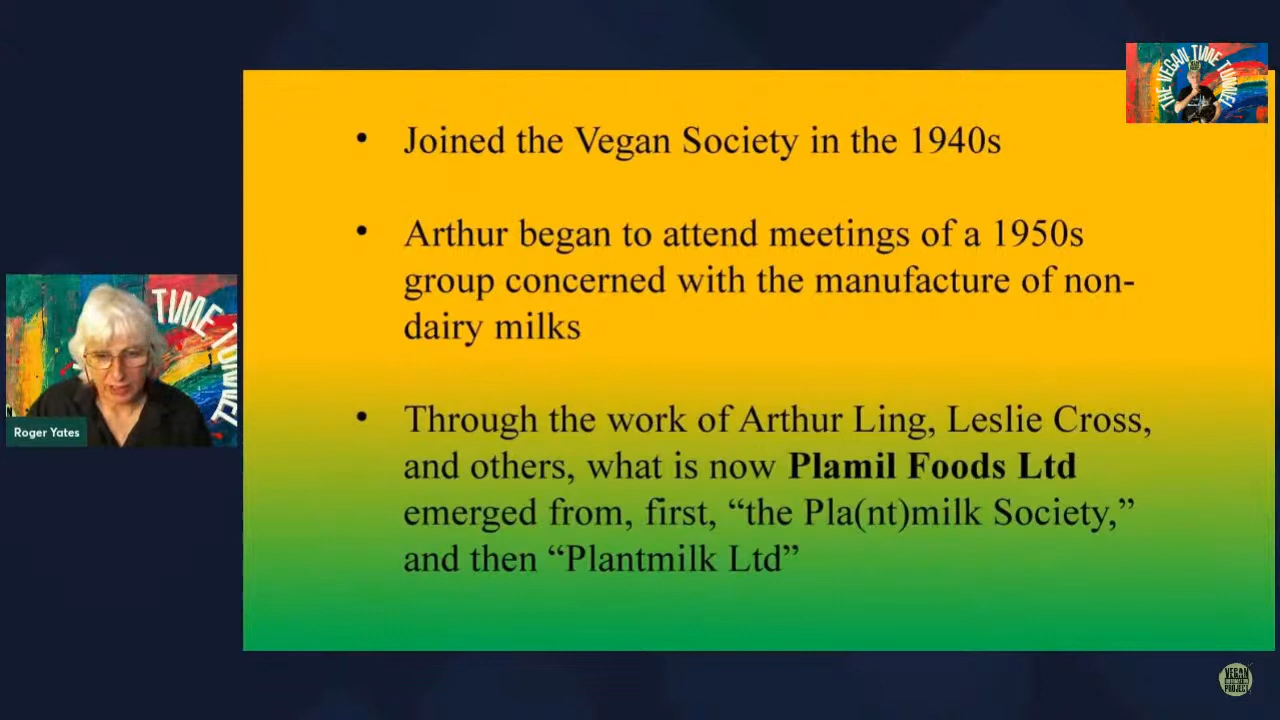 THE VEGAN TIME TUNNEL
• Joined the Vegan Society in the 1940s
• Arthur began to attend meetings of a 1950s
group concerned with the manufacture of non-
dairy milks
• Through the work of Arthur Ling, Leslie Cross,
and others, what is now Plamil Foods Ltd
emerged from, first, “the Pla(nt)milk Society,”
and then “Plantmilk Ltd”
TIME TUNNEL
Roger Yates
VEGAN
PROJECT